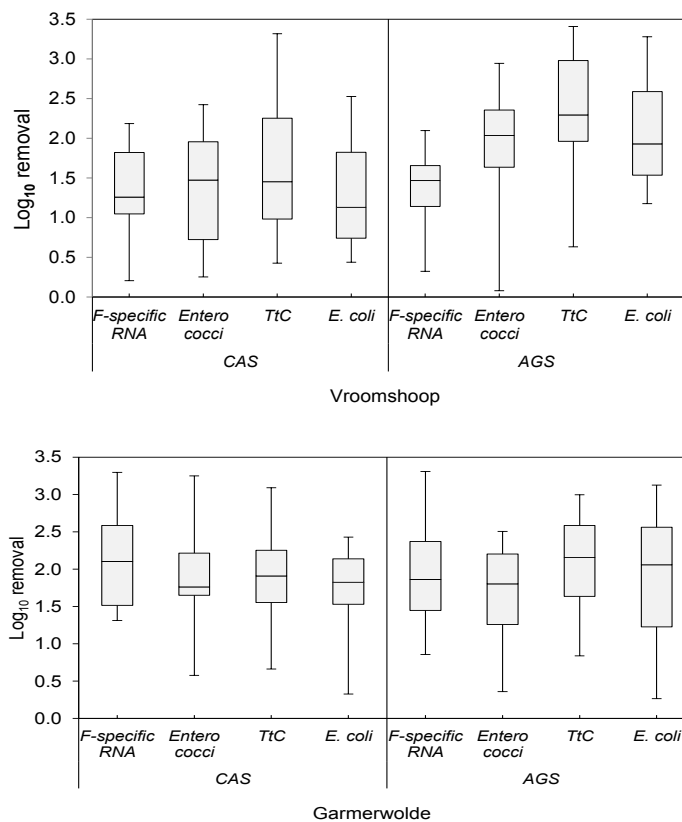 3.5
3.0
2.5
2.0
1.5
1.0
0.5
0.0
Log10 removal
F-specific RNA
Entero cocci
TtC
E. coli
F-specific RNA
Entero cocci
TtC
E. coli
CAS
AGS
Vroomshoop
3.5
3.0
2.5
2.0
1.5
1.0
0.5
0.0
Log10 removal
F-specific RNA
Entero cocci
TtC
E. coli
F-specific RNA
Entero cocci
TtC
E. coli
CAS
AGS
Garmerwolde